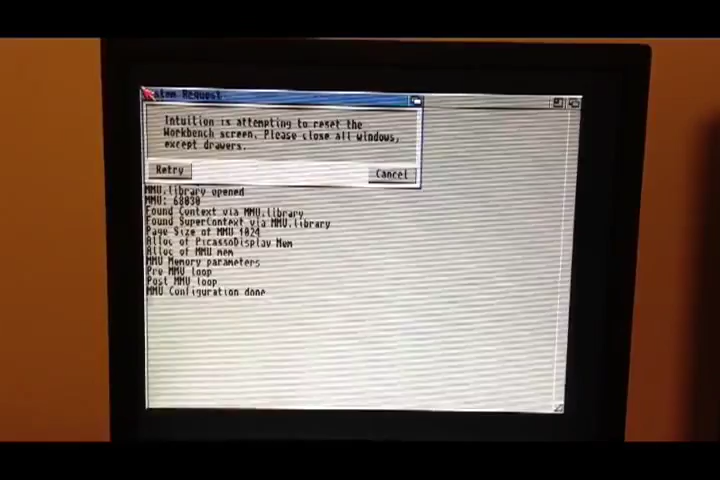 System Request
Intuition is attempting to reset the
Workbench screen. Please close all windows,
except drawers.
Retry
Cancel
MMU.library opened
MMU: 68030
Found Context via MMU.library
Found SuperContext via MMU.library
Page Size of MMU 1024
Alloc of PicassoDisplay Mem
Alloc of MMU mem
MMU Memory parameters
Pre MMU loop
Post MMU loop
MMU Configuration done